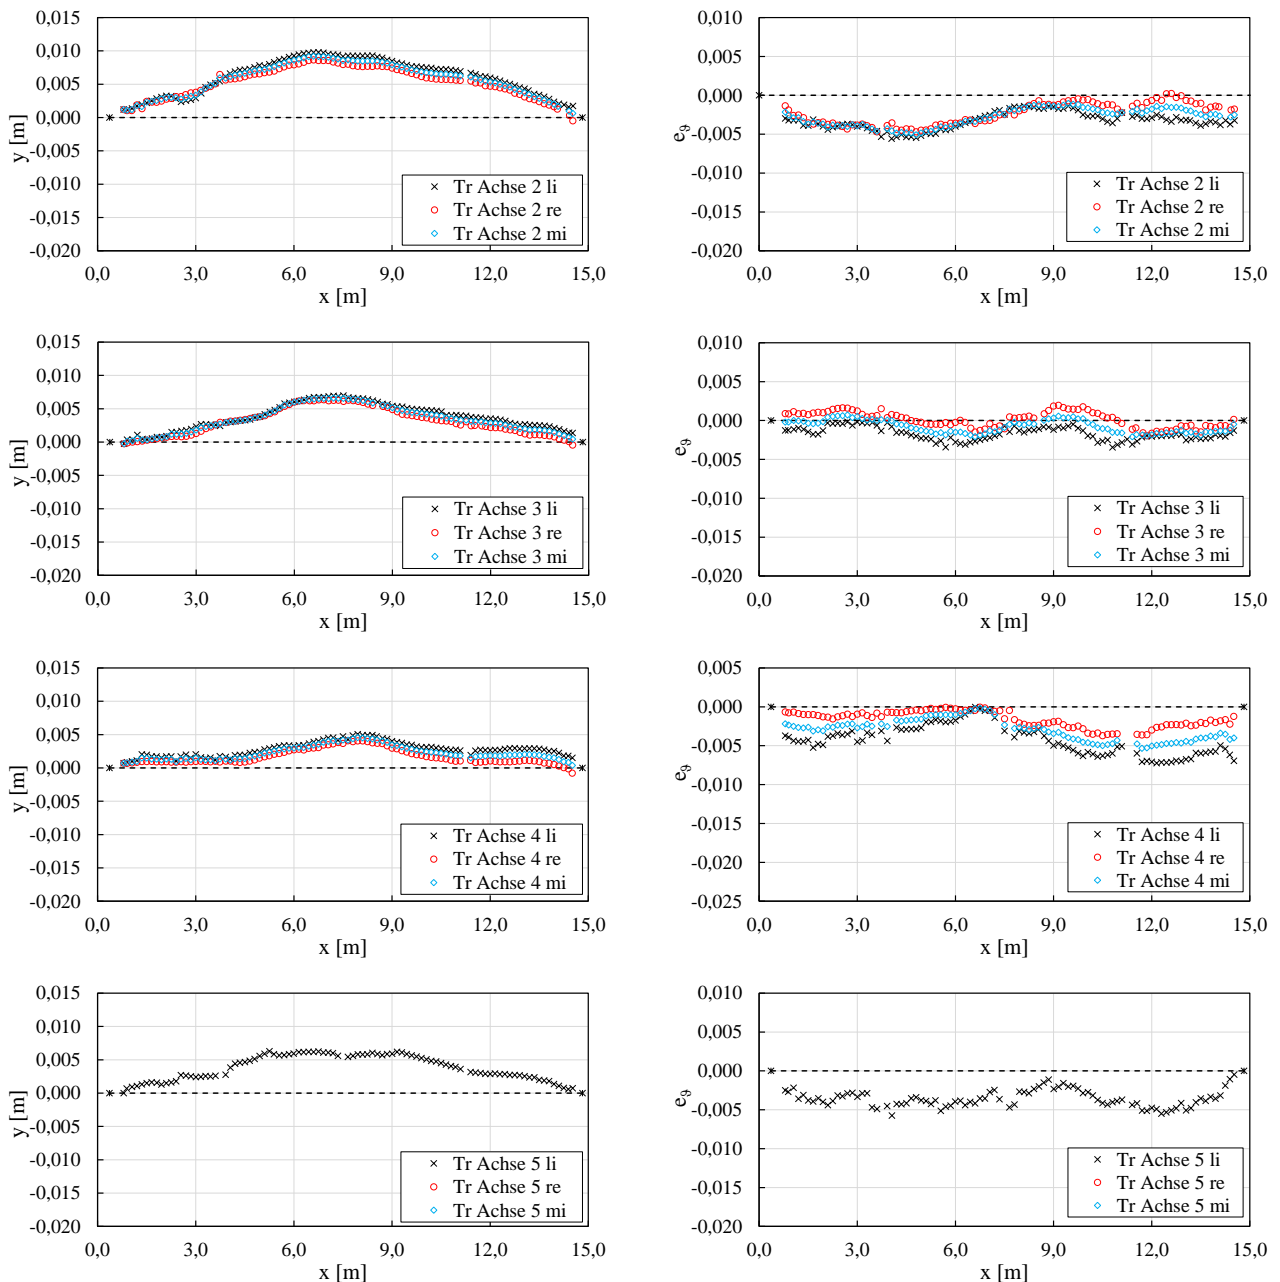 0,015
0,010
0,005
0,000
-0,005
-0,010
-0,015
-0,020
y [m]
0,0 3,0 6,0 9,0 12,0 15,0
x [m]
Tr Achse 2 li
Tr Achse 2 re
Tr Achse 2 mi
0,010
0,005
0,000
-0,005
-0,010
-0,015
-0,020
eϑ
0,0 3,0 6,0 9,0 12,0 15,0
x [m]
Tr Achse 2 li
Tr Achse 2 re
Tr Achse 2 mi
0,015
0,010
0,005
0,000
-0,005
-0,010
-0,015
-0,020
y [m]
0,0 3,0 6,0 9,0 12,0 15,0
x [m]
Tr Achse 3 li
Tr Achse 3 re
Tr Achse 3 mi
0,010
0,005
0,000
-0,005
-0,010
-0,015
-0,020
eϑ
0,0 3,0 6,0 9,0 12,0 15,0
x [m]
Tr Achse 3 li
Tr Achse 3 re
Tr Achse 3 mi
0,015
0,010
0,005
0,000
-0,005
-0,010
-0,015
-0,020
y [m]
0,0 3,0 6,0 9,0 12,0 15,0
x [m]
Tr Achse 4 li
Tr Achse 4 re
Tr Achse 4 mi
0,005
0,000
-0,005
-0,010
-0,015
-0,020
-0,025
eϑ
0,0 3,0 6,0 9,0 12,0 15,0
x [m]
Tr Achse 4 li
Tr Achse 4 re
Tr Achse 4 mi
0,015
0,010
0,005
0,000
-0,005
-0,010
-0,015
-0,020
y [m]
0,0 3,0 6,0 9,0 12,0 15,0
x [m]
Tr Achse 5 li
Tr Achse 5 re
Tr Achse 5 mi
0,010
0,005
0,000
-0,005
-0,010
-0,015
-0,020
eϑ
0,0 3,0 6,0 9,0 12,0 15,0
x [m]
Tr Achse 5 li
Tr Achse 5 re
Tr Achse 5 mi